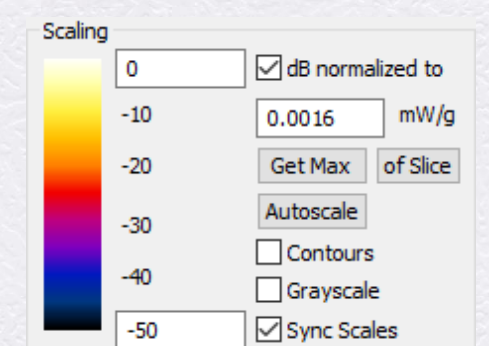 Scaling
0 dB normalized to
-10 0.0016 mW/g
-20 Get Max of Slice
Autoscale
-30
Contours
-40
Grayscale
-50 Sync Scales